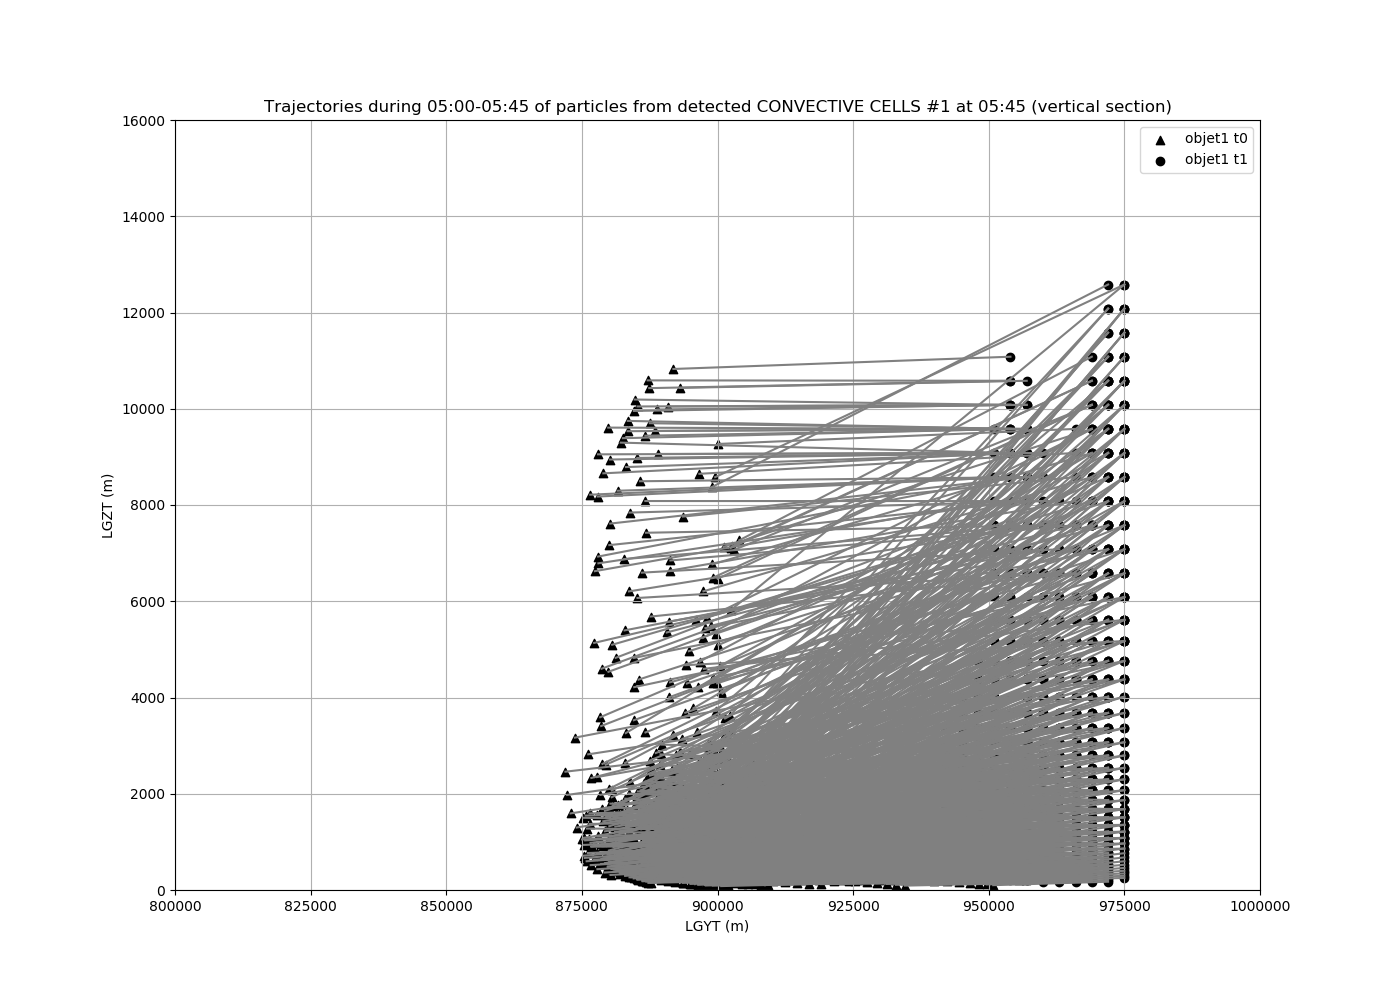 Trajectories during 05:00-05:45 of particles from detected CONVECTIVE CELLS #1 at 05:45 (vertical section)
16000
14000
12000
10000
8000
6000
4000
2000
0
LGZT (m)
objet1 t0
objet1 t1
800000 825000 850000 875000 900000 925000 950000 975000 1000000
LGYT (m)